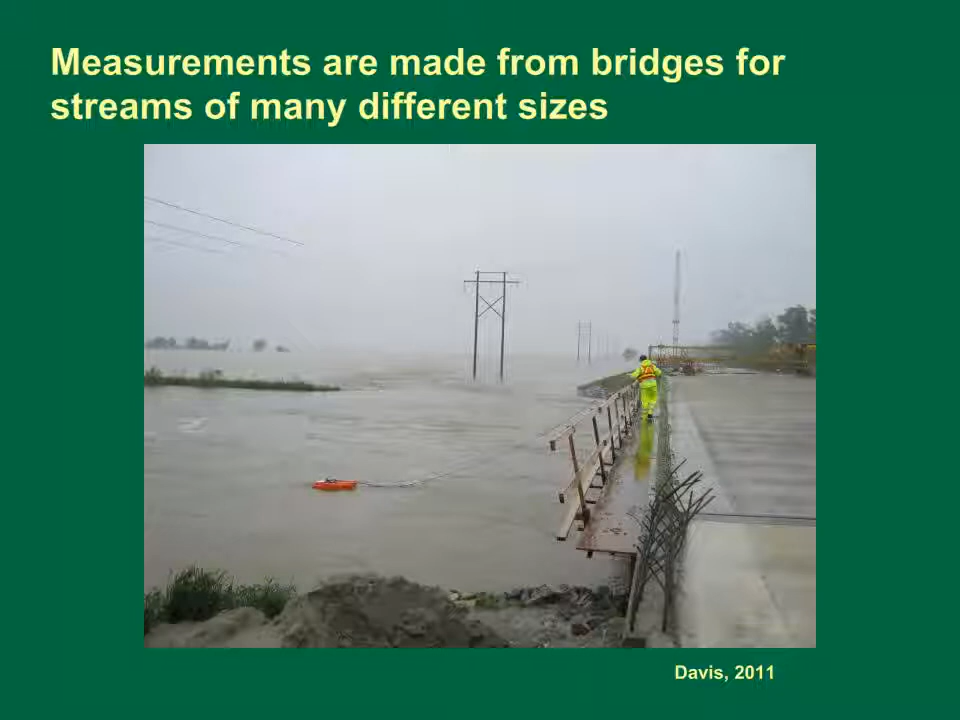 Measurements are made from bridges for
streams of many different sizes
Davis, 2011